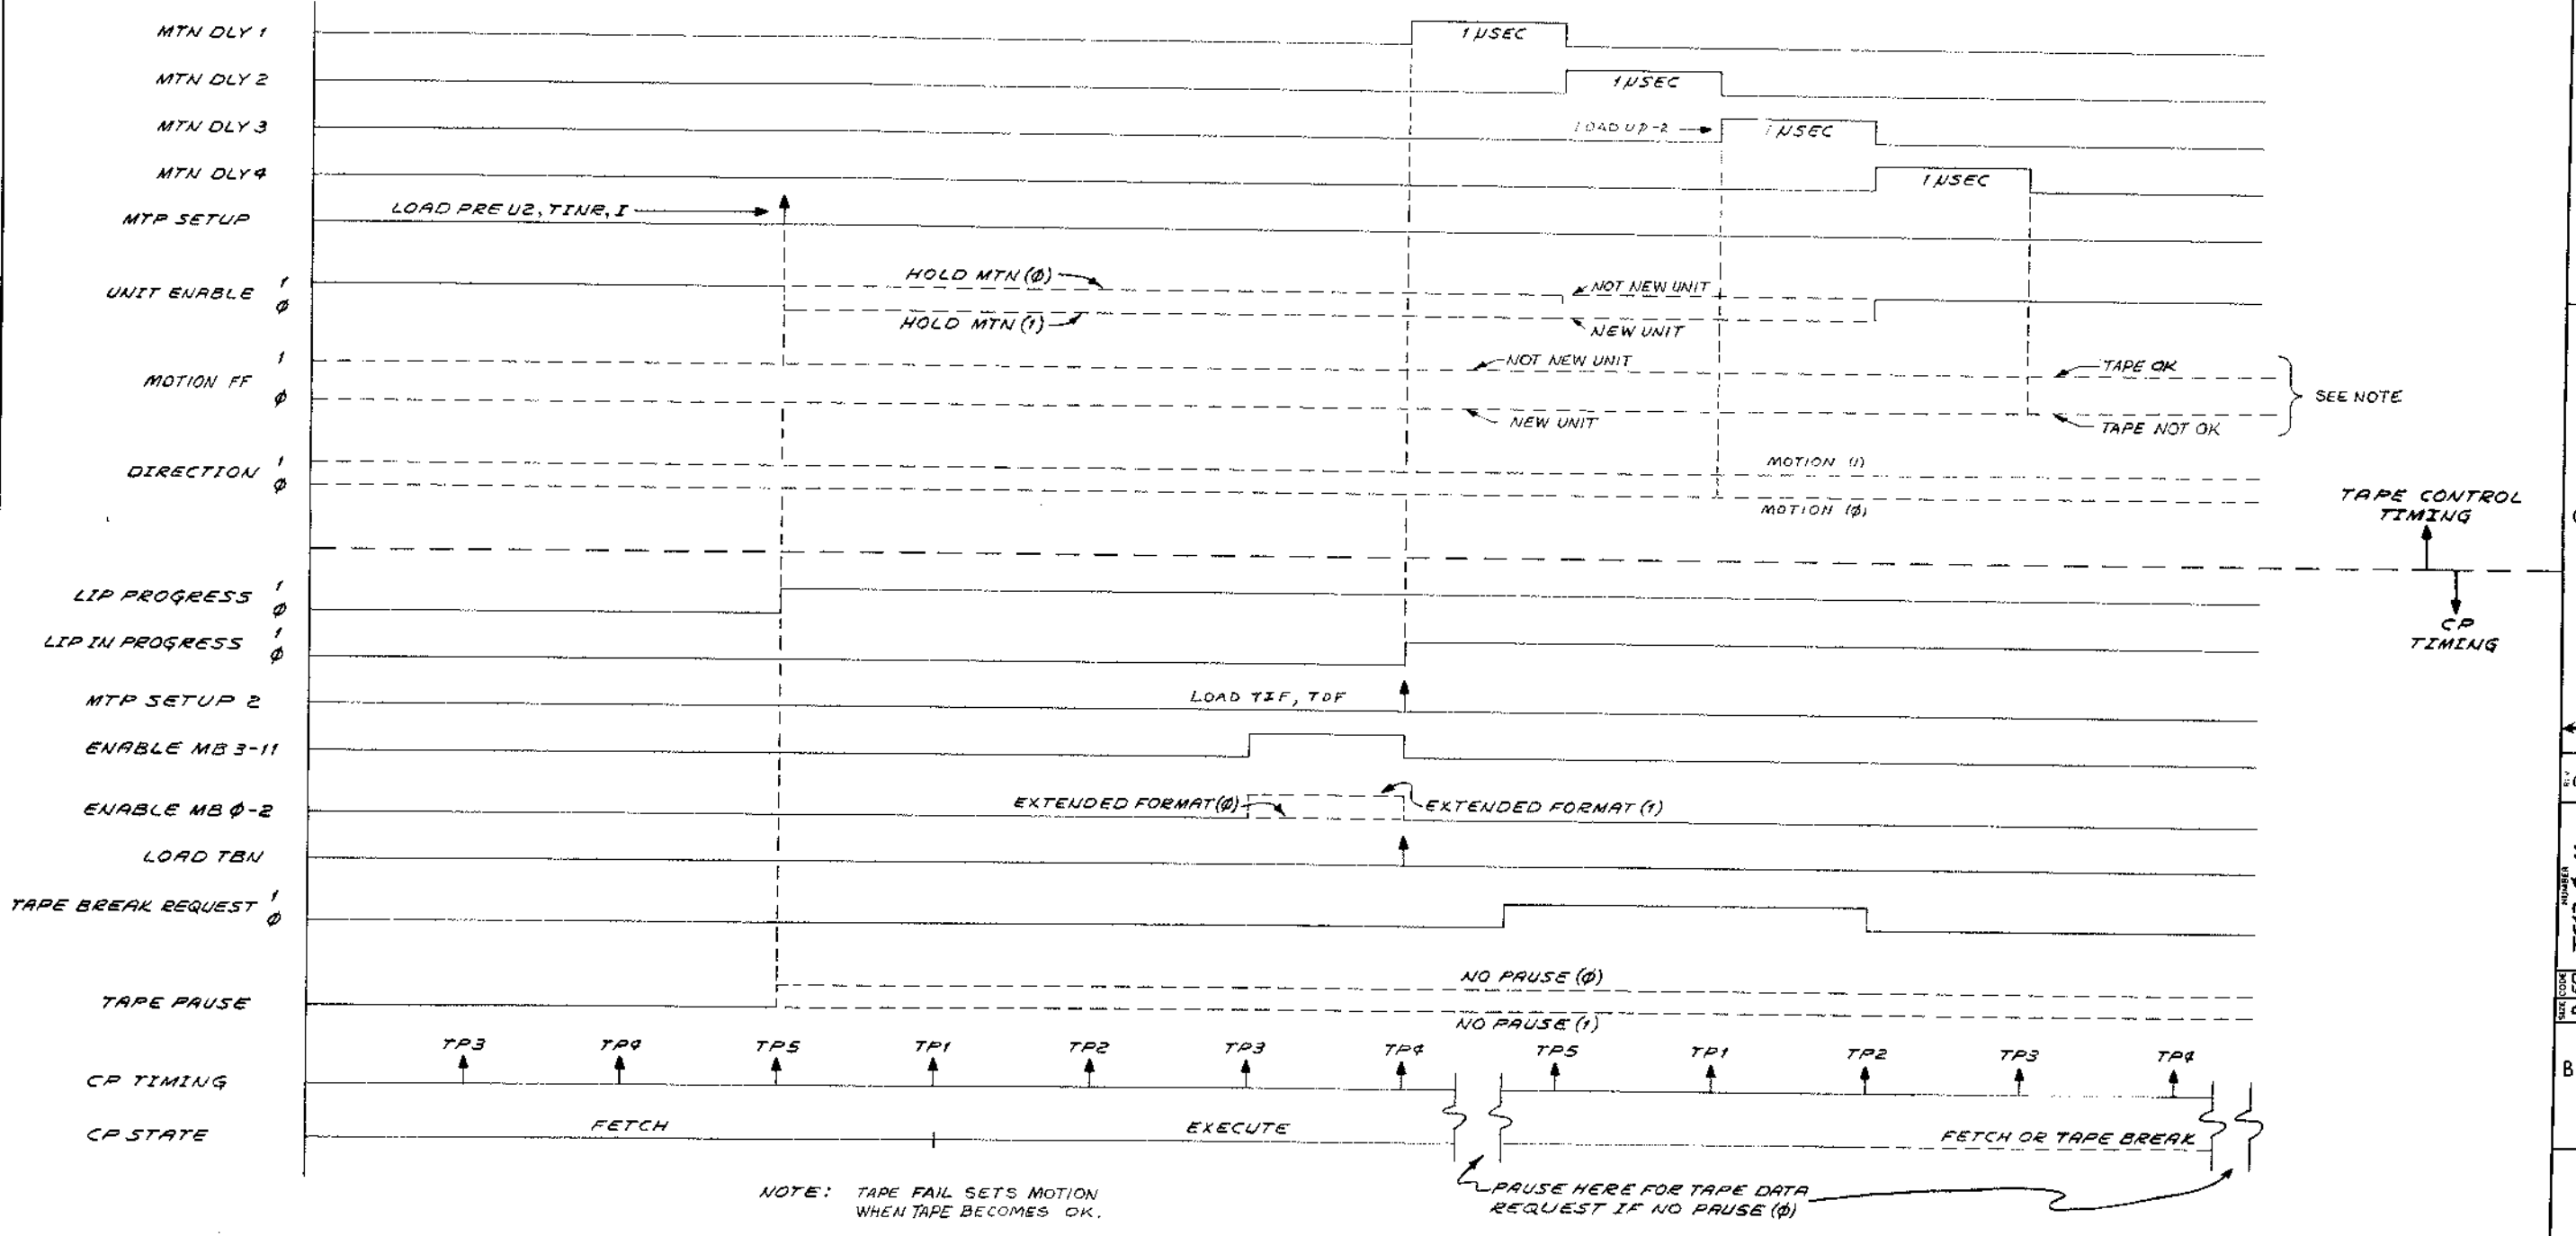 MTN DLY 1
1 µSEC
MTN DLY 2
1 µSEC
MTN DLY 3
LOAD UP-2
1 µSEC
MTN DLY 4
1 µSEC
MTP SETUP
LOAD PRE U2, TINR, I
UNIT ENABLE
1
Ø
HOLD MTN (Ø)
HOLD MTN (1)
NOT NEW UNIT
NEW UNIT
MOTION FF
1
Ø
NOT NEW UNIT
NEW UNIT
TAPE OK
TAPE NOT OK
SEE NOTE
DIRECTION
1
Ø
MOTION (1)
MOTION (Ø)
TAPE CONTROL
TIMING
CP
TIMING
LIP PROGRESS
1
Ø
LIP IN PROGRESS
1
Ø
MTP SETUP 2
LOAD TIF, TDF
ENABLE MB 3-11
ENABLE MB Ø-2
EXTENDED FORMAT (Ø)
EXTENDED FORMAT (1)
LOAD TBN
TAPE BREAK REQUEST
1
Ø
TAPE PAUSE
NO PAUSE (Ø)
NO PAUSE (1)
CP TIMING
TP3 TP4 TP5 TP1 TP2 TP3 TP4 TP5 TP1 TP2 TP3 TP4
CP STATE
FETCH
EXECUTE
FETCH OR TAPE BREAK
NOTE: TAPE FAIL SETS MOTION
WHEN TAPE BECOMES OK.
PAUSE HERE FOR TAPE DATA
REQUEST IF NO PAUSE (Ø)
NUMBER
SIZE CODE
B